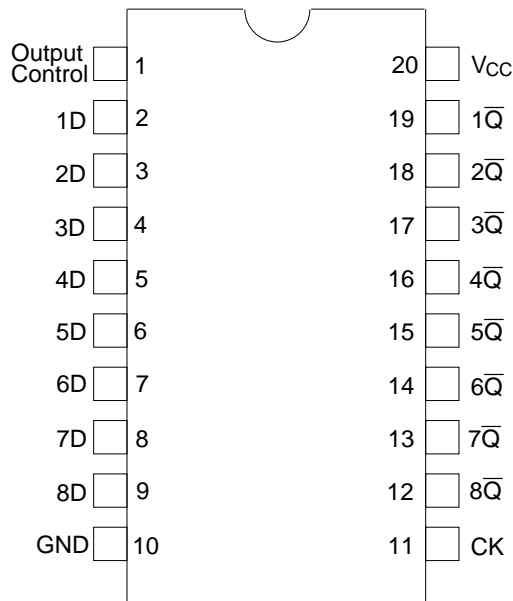 Output
Control 1 20 VCC
1D 2 19 1Q̅
2D 3 18 2Q̅
3D 4 17 3Q̅
4D 5 16 4Q̅
5D 6 15 5Q̅
6D 7 14 6Q̅
7D 8 13 7Q̅
8D 9 12 8Q̅
GND 10 11 CK